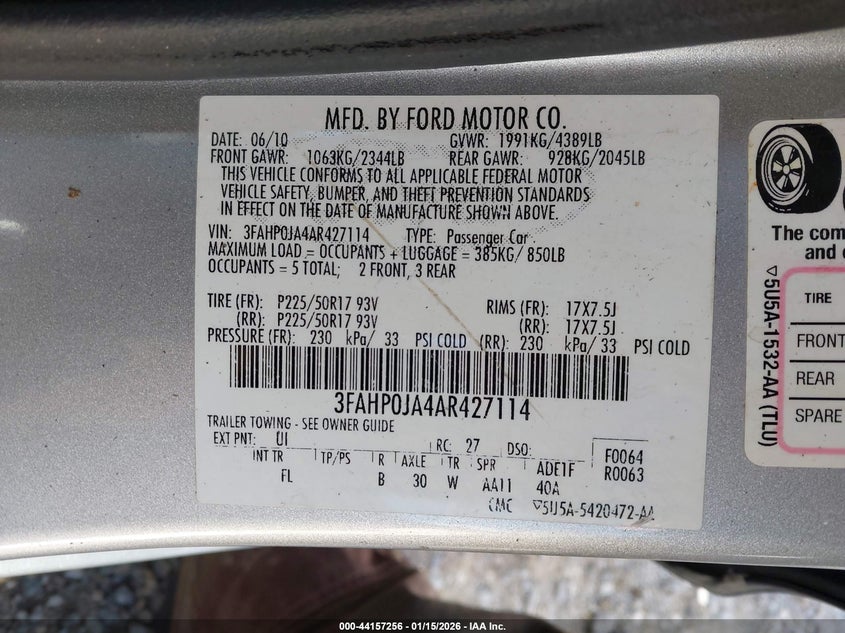 MFD. BY FORD MOTOR CO.
DATE: 06/10 GVWR: 1991KG/4389LB
FRONT GAWR: 1063KG/2344LB REAR GAWR: 928KG/2045LB
THIS VEHICLE CONFORMS TO ALL APPLICABLE FEDERAL MOTOR
VEHICLE SAFETY, BUMPER, AND THEFT PREVENTION STANDARDS
IN EFFECT ON THE DATE OF MANUFACTURE SHOWN ABOVE.
VIN: 3FAHP0JA4AR427114 TYPE: Passenger Car
MAXIMUM LOAD = OCCUPANTS + LUGGAGE = 385KG/ 850LB
OCCUPANTS = 5 TOTAL; 2 FRONT, 3 REAR
TIRE (FR): P225/50R17 93V RIMS (FR): 17X7.5J
(RR): P225/50R17 93V (RR): 17X7.5J
PRESSURE (FR): 230 kPa/ 33 PSI COLD (RR): 230 kPa/ 33 PSI COLD
3FAHP0JA4AR427114
TRAILER TOWING - SEE OWNER GUIDE
EXT PNT: UI RC: 27 DSO: F0064
INT TR TP/PS R AXLE TR SPR ADE1F R0063
FL B 30 W AA11 40A
CMC ▽5U5A-5420472-AA
The com
and
▽5U5A-1532-AA (TLU)
TIRE
FRONT
REAR
SPARE
000-44157256 - 01/15/2026 - IAA Inc.